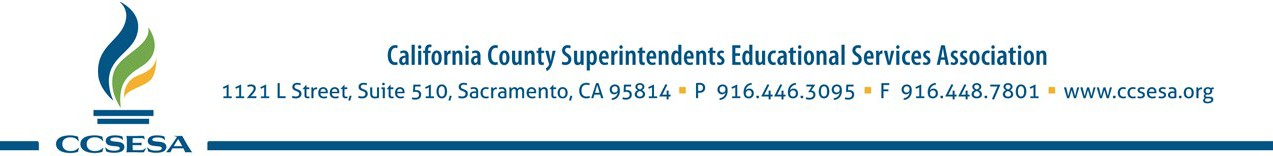 California County Superintendents Educational Services Association
1121 L Street, Suite 510, Sacramento, CA 95814 ▪ P 916.446.3095 ▪ F 916.448.7801 ▪ www.ccsesa.org
CCSESA